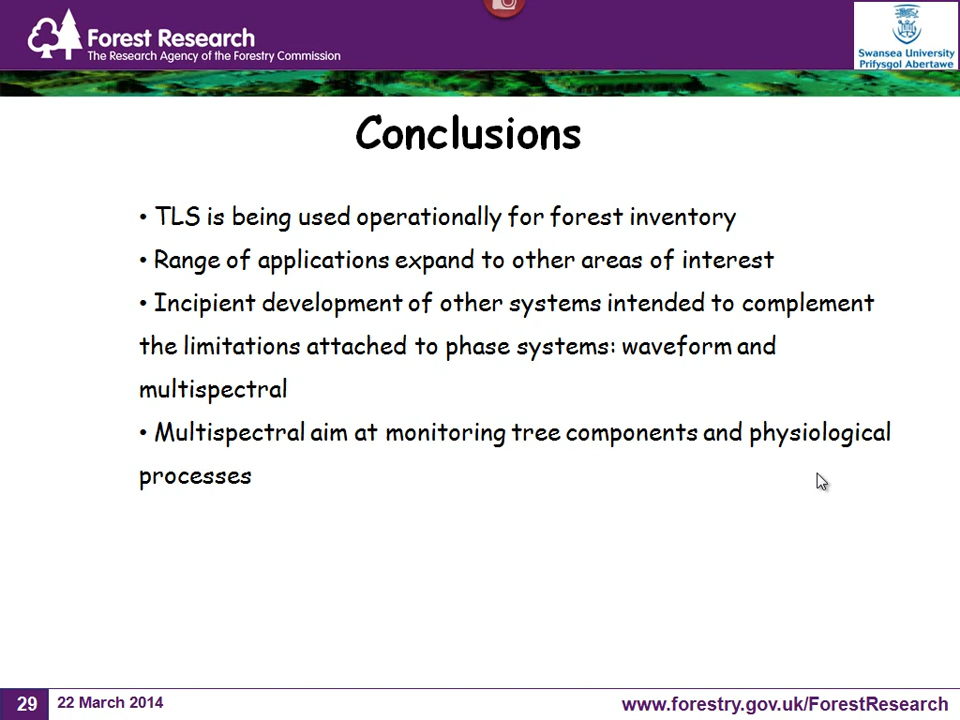 Forest Research
The Research Agency of the Forestry Commission
Swansea University
Prifysgol Abertawe
Conclusions
• TLS is being used operationally for forest inventory
• Range of applications expand to other areas of interest
• Incipient development of other systems intended to complement
the limitations attached to phase systems: waveform and
multispectral
• Multispectral aim at monitoring tree components and physiological
processes
29
22 March 2014
www.forestry.gov.uk/ForestResearch